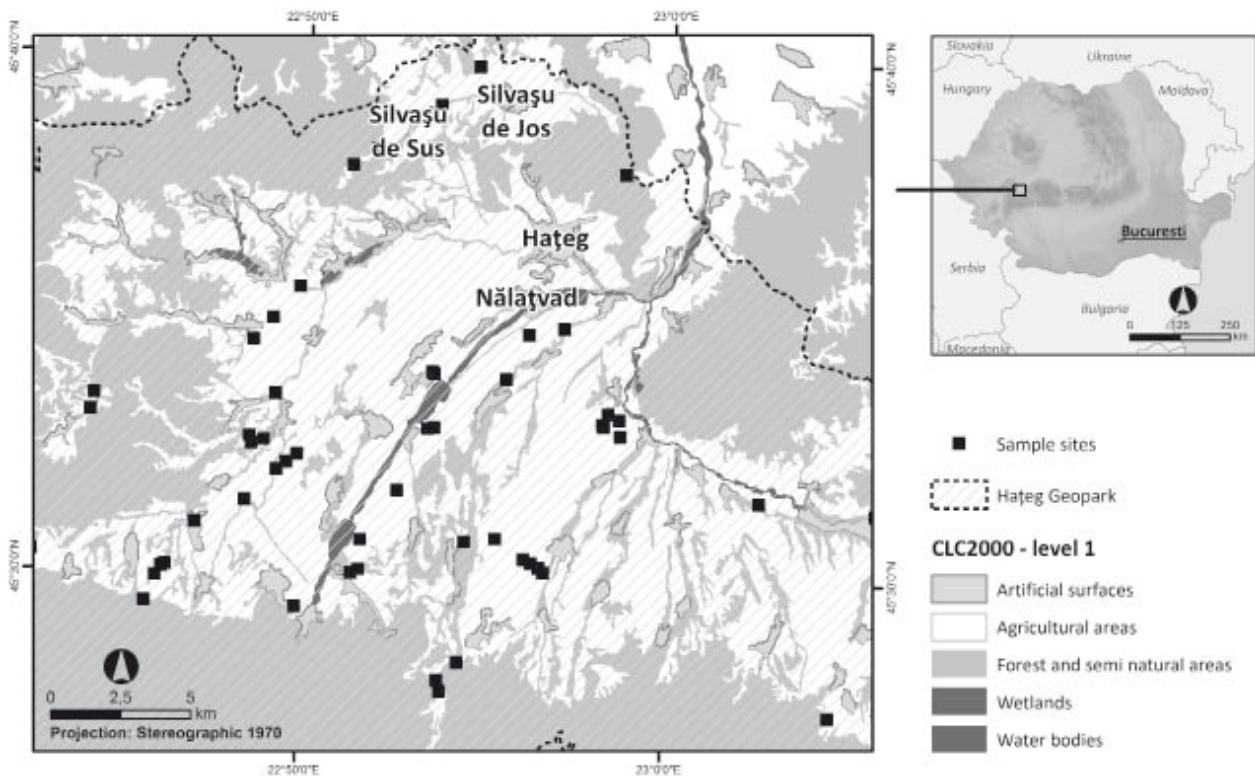 22°50'0"E
23°0'0"E
45°40'0"N
45°40'0"N
Silvaşu
de Sus
Silvaşu
de Jos
Haţeg
Nălaţvad
45°30'0"N
45°30'0"N
0 2,5 5
km
Projection: Stereographic 1970
22°50'0"E
23°0'0"E
Slovakia
Ukraine
Hungary
Moldova
Bucuresti
Serbia
Bulgaria
0 125 250
km
Macedonia
Sample sites
Haţeg Geopark
CLC2000 - level 1
Artificial surfaces
Agricultural areas
Forest and semi natural areas
Wetlands
Water bodies